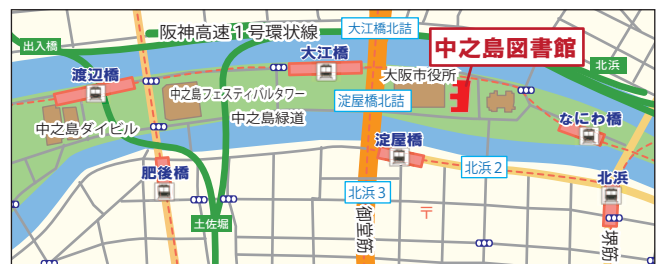 阪神高速1号環状線
大江橋北詰
出入橋
中之島図書館
北浜
渡辺橋
大江橋
大阪市役所
中之島フェスティバルタワー
淀屋橋北詰
中之島ダイビル
中之島緑道
なにわ橋
淀屋橋
肥後橋
北浜2
北浜
北浜3
土佐堀
〒
御堂筋
堺筋